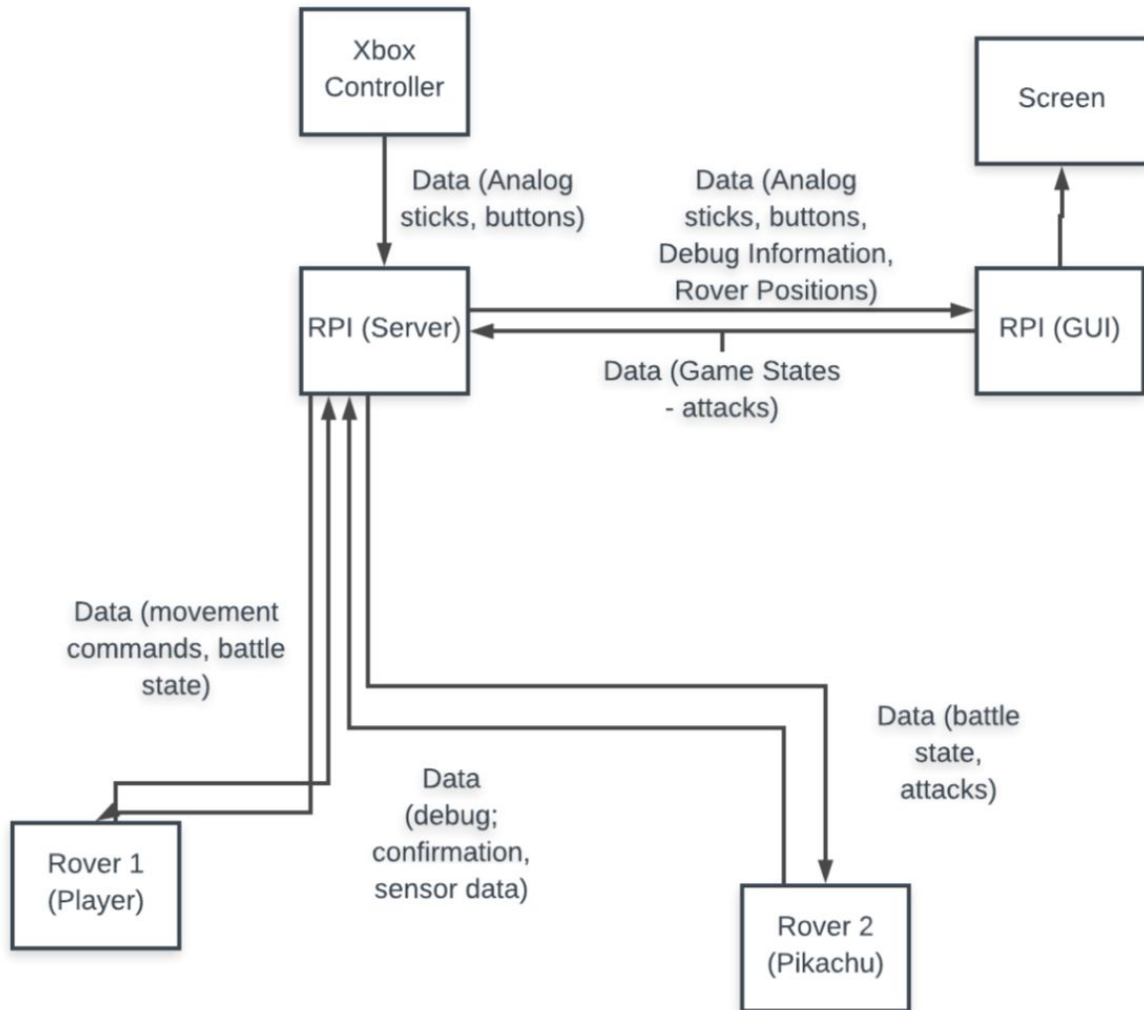 Xbox
Controller
Screen
Data (Analog
sticks, buttons)
Data (Analog
sticks, buttons,
Debug Information,
Rover Positions)
RPI (Server)
RPI (GUI)
Data (Game States
- attacks)
Data (movement
commands, battle
state)
Data (battle
state,
attacks)
Data
(debug;
confirmation,
sensor data)
Rover 1
(Player)
Rover 2
(Pikachu)